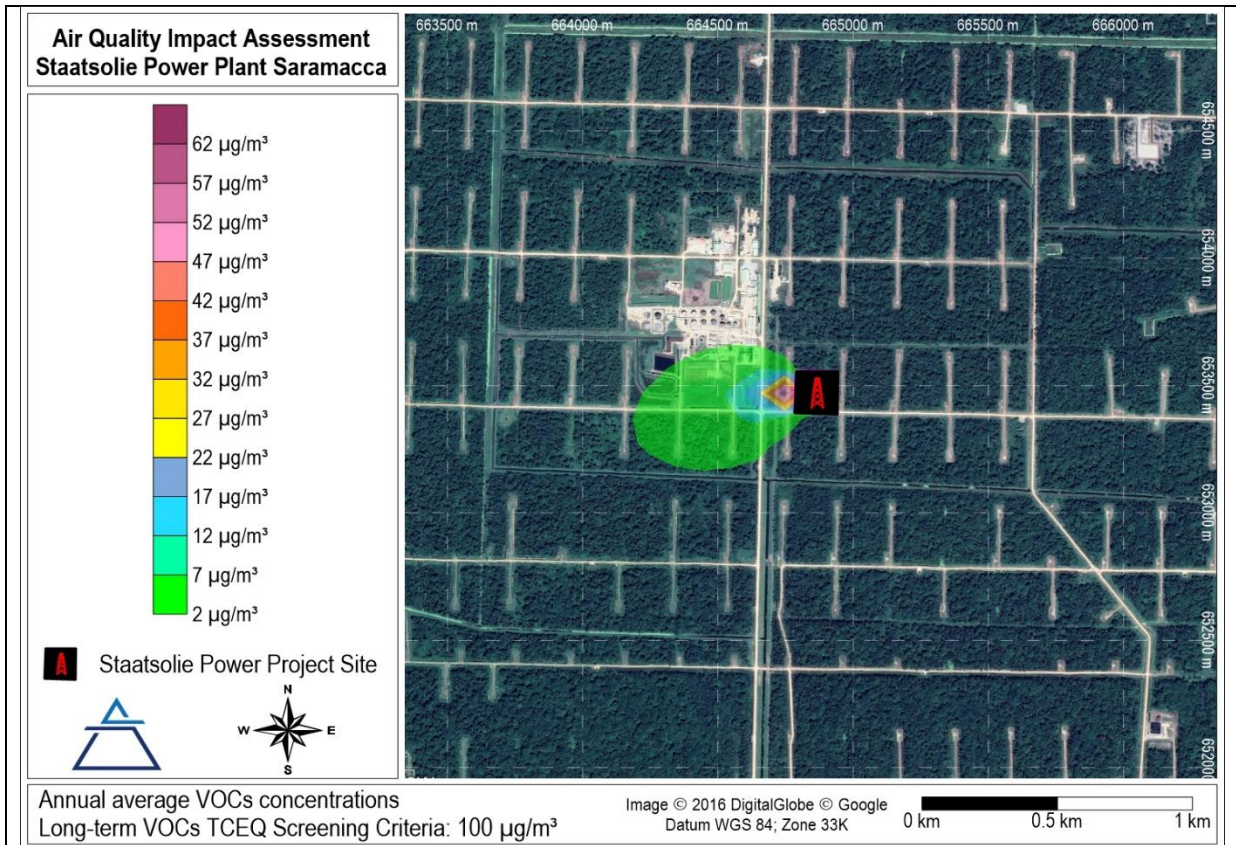 Air Quality Impact Assessment
Staatsolie Power Plant Saramacca
62 µg/m³
57 µg/m³
52 µg/m³
47 µg/m³
42 µg/m³
37 µg/m³
32 µg/m³
27 µg/m³
22 µg/m³
17 µg/m³
12 µg/m³
7 µg/m³
2 µg/m³
Staatsolie Power Project Site
N
W E
S
663500 m 664000 m 664500 m 665000 m 665500 m 666000 m
654500 m
654000 m
653500 m
653000 m
652500 m
652000
Annual average VOCs concentrations
Long-term VOCs TCEQ Screening Criteria: 100 µg/m³
Image © 2016 DigitalGlobe © Google
Datum WGS 84; Zone 33K
0 km 0.5 km 1 km